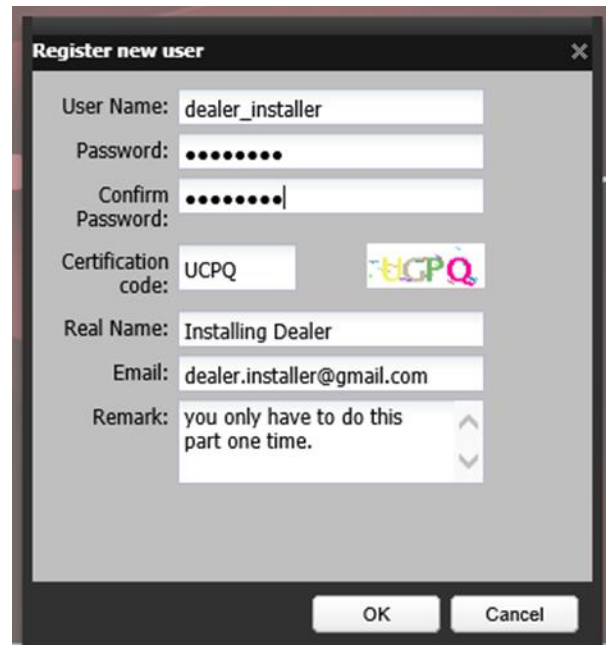 Register new user
User Name: dealer_installer
Password: ••••••••
Confirm
Password: ••••••••
Certification
code: UCPQ UCPQ
Real Name: Installing Dealer
Email: dealer.installer@gmail.com
Remark: you only have to do this
part one time.
OK Cancel